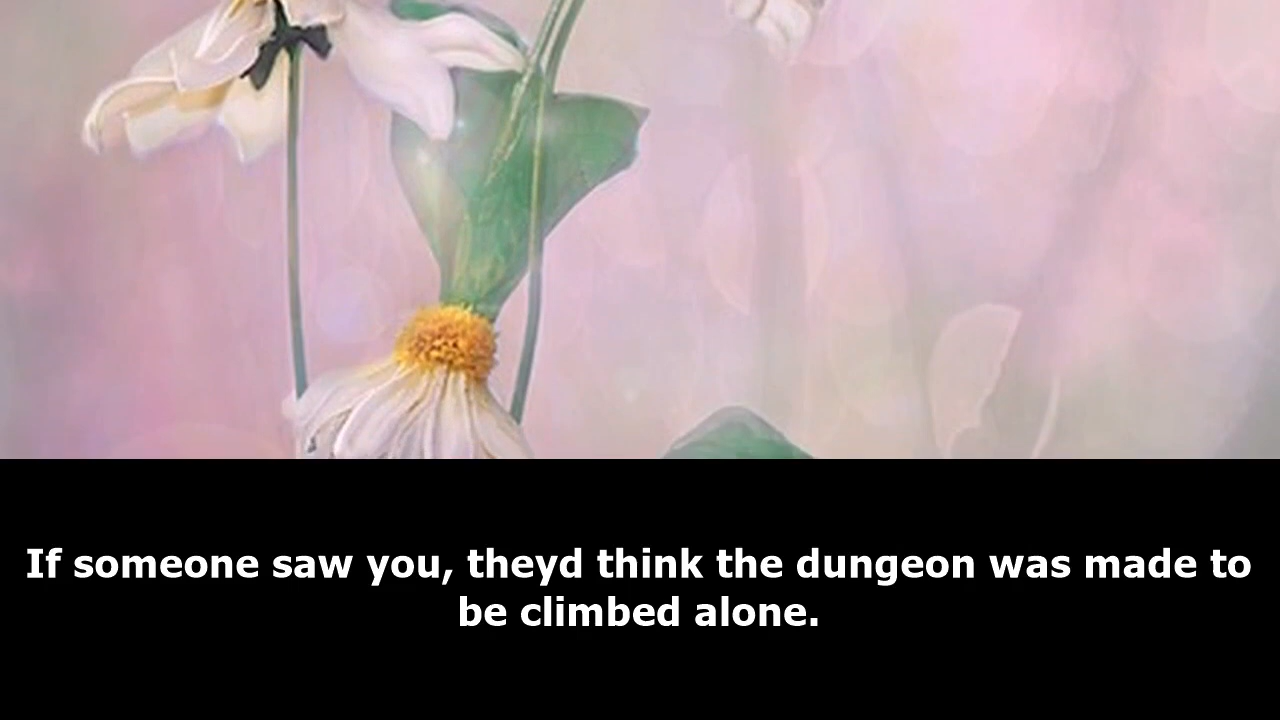 If someone saw you, theyd think the dungeon was made to
be climbed alone.